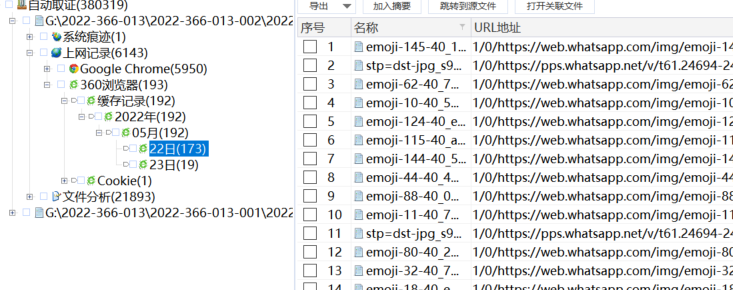 自动取证(380319)
G:\2022-366-013\2022-366-013-002\2022
系统痕迹(1)
上网记录(6143)
Google Chrome(5950)
360浏览器(193)
缓存记录(192)
2022年(192)
05月(192)
22日(173)
23日(19)
Cookie(1)
文件分析(21893)
G:\2022-366-013\2022-366-013-001\2022
导出 加入摘要 跳转到源文件 打开关联文件
序号 名称 URL地址
1 emoji-145-40_1... 1/0/https://web.whatsapp.com/img/emoji-14
2 stp=dst-jpg_s9... 1/0/https://pps.whatsapp.net/v/t61.24694-24
3 emoji-62-40_7... 1/0/https://web.whatsapp.com/img/emoji-62
4 emoji-10-40_5... 1/0/https://web.whatsapp.com/img/emoji-10
5 emoji-124-40_e... 1/0/https://web.whatsapp.com/img/emoji-12
6 emoji-115-40_a... 1/0/https://web.whatsapp.com/img/emoji-11
7 emoji-144-40_5... 1/0/https://web.whatsapp.com/img/emoji-14
8 emoji-44-40_4... 1/0/https://web.whatsapp.com/img/emoji-44
9 emoji-88-40_0... 1/0/https://web.whatsapp.com/img/emoji-88
10 emoji-11-40_7... 1/0/https://web.whatsapp.com/img/emoji-11
11 stp=dst-jpg_s9... 1/0/https://pps.whatsapp.net/v/t61.24694-24
12 emoji-80-40_2... 1/0/https://web.whatsapp.com/img/emoji-80
13 emoji-32-40_7... 1/0/https://web.whatsapp.com/img/emoji-32
14 emoji-18-40_e... 1/0/https://web.whatsapp.com/img/emoji-18